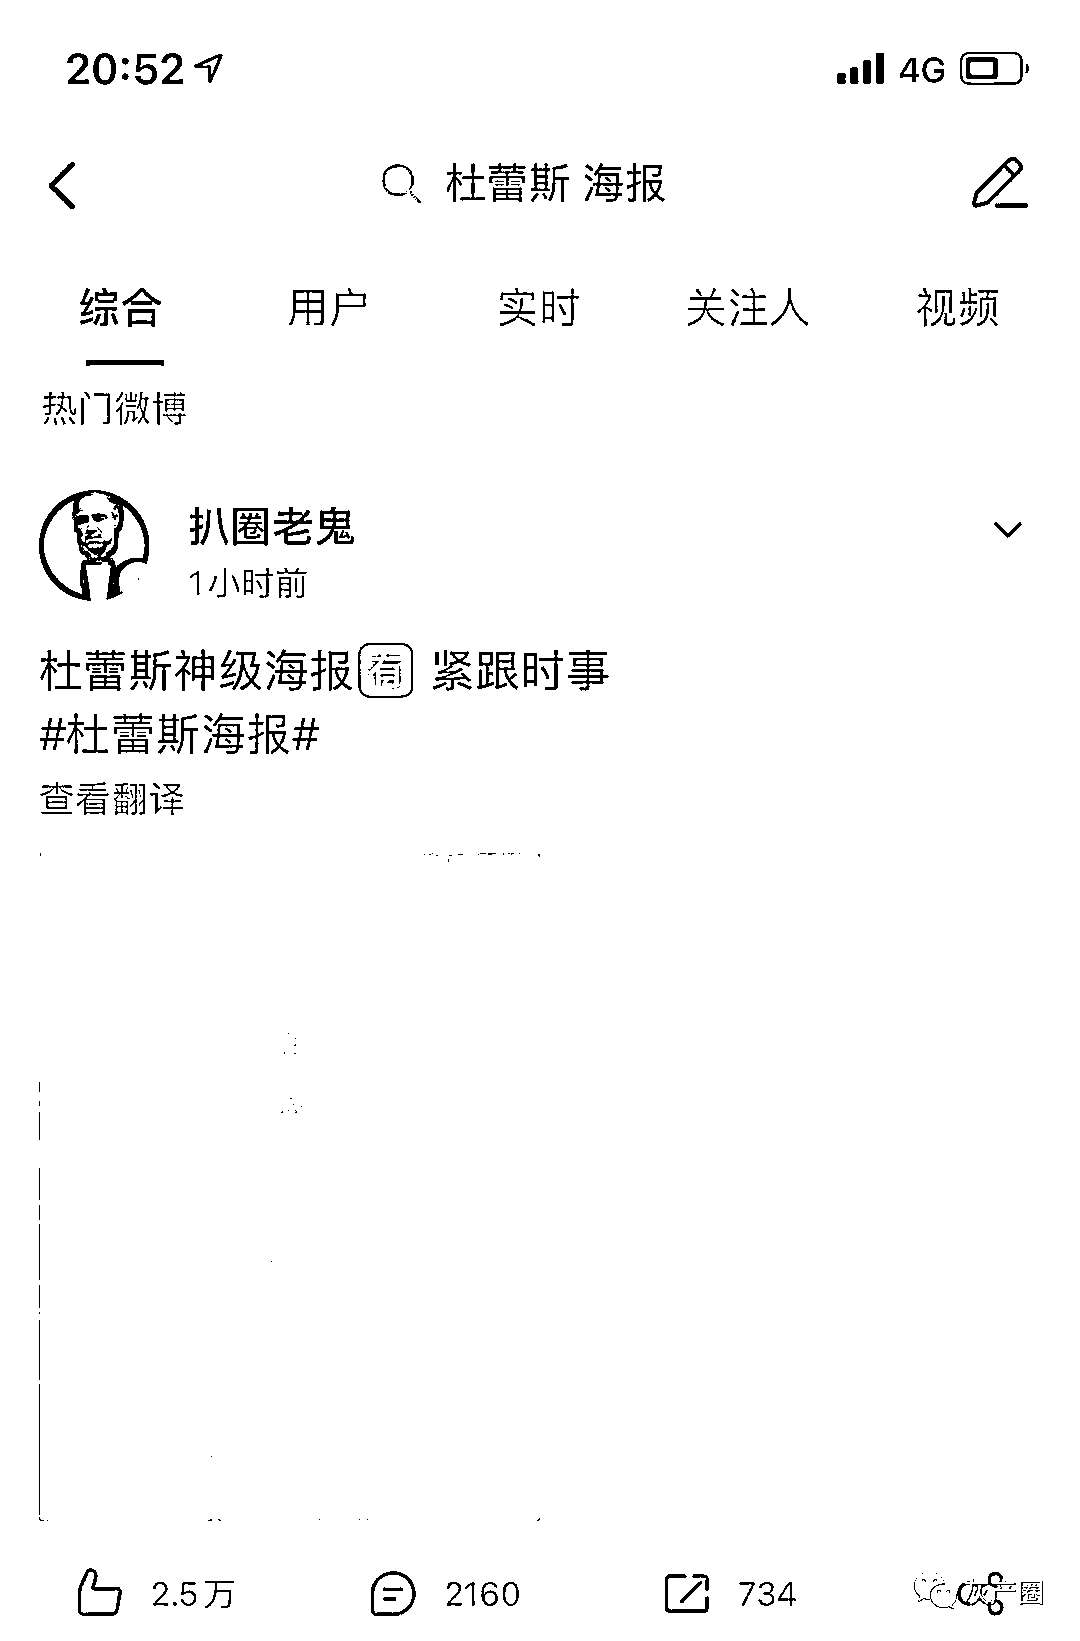 20:52 4G
杜蕾斯 海报
综合 用户 实时 关注人 视频
热门微博
扒圈老鬼
1小时前
杜蕾斯神级海报 紧跟时事
#杜蕾斯海报#
查看翻译
2.5万 2160 734
灰产圈